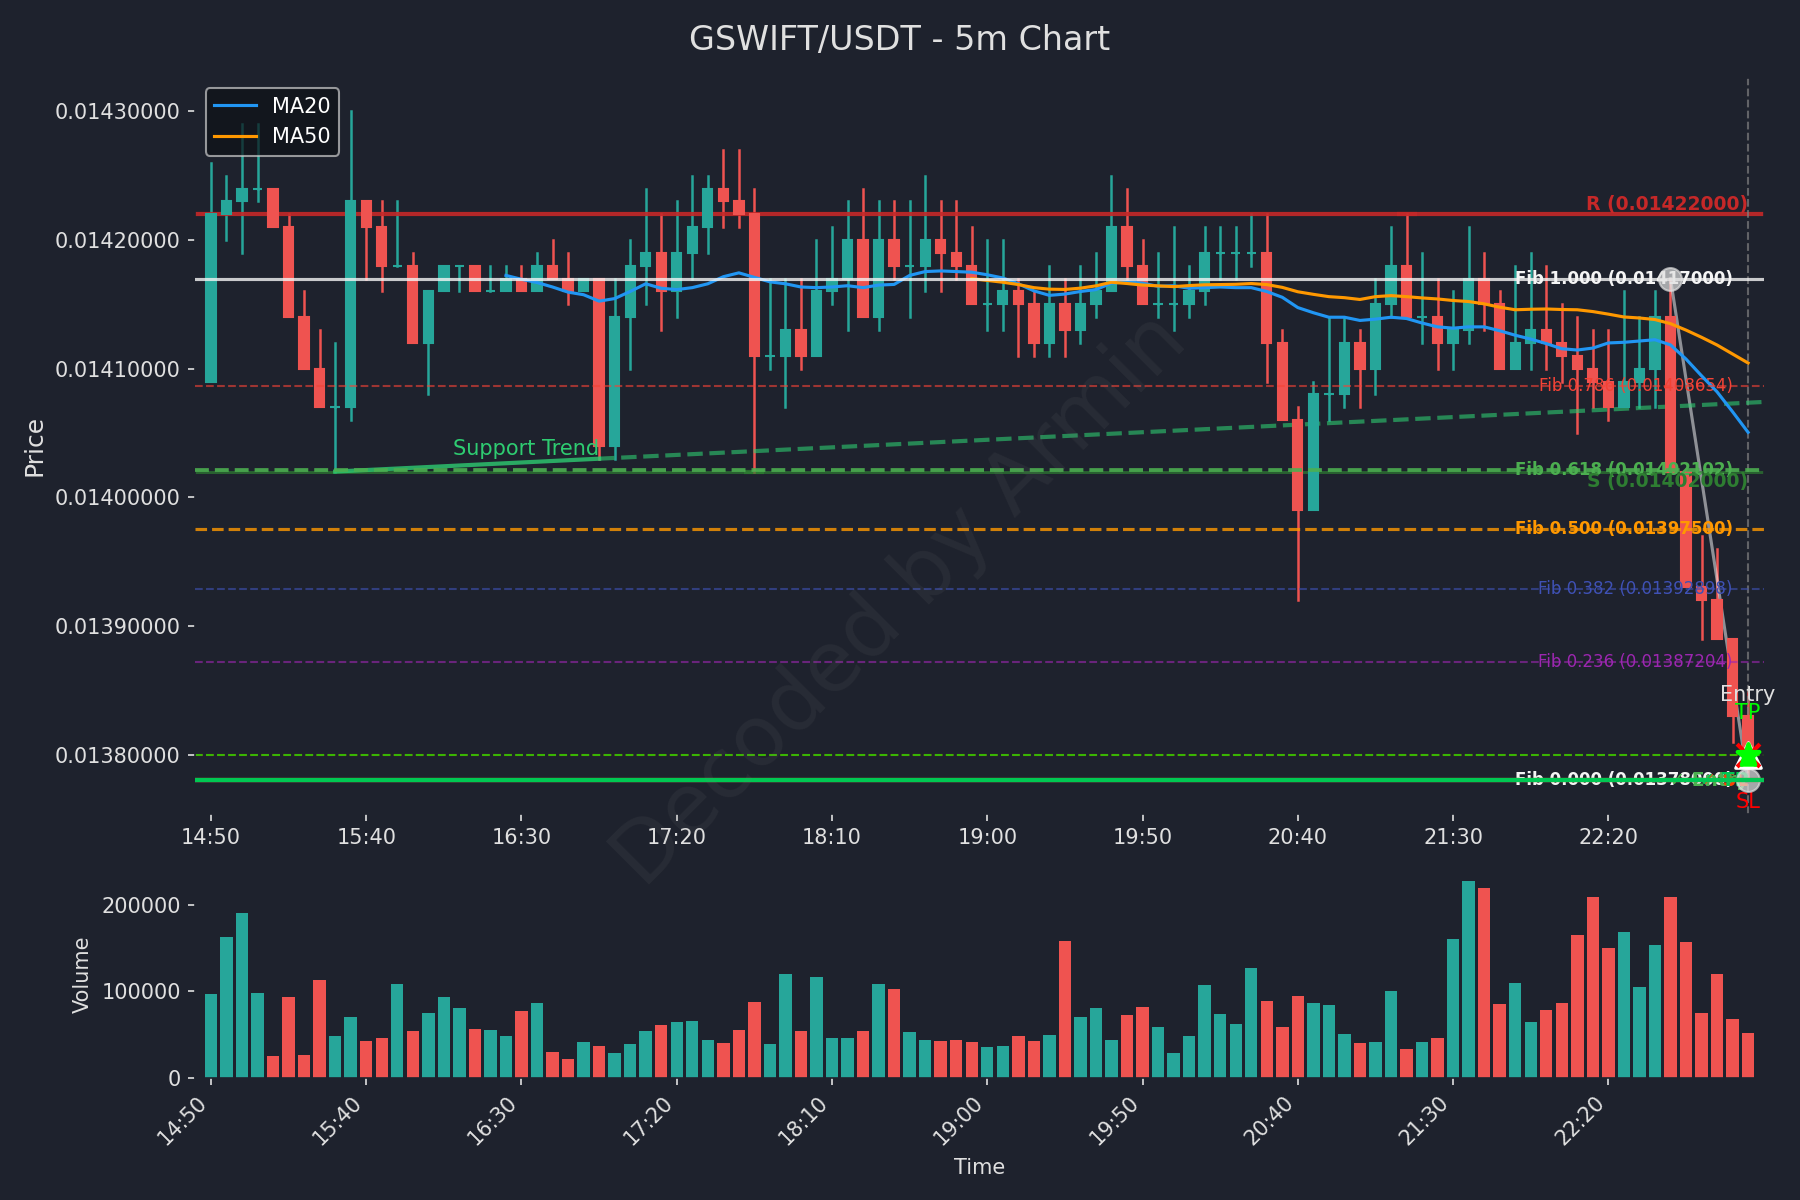 GSWIFT/USDT - 5m Chart
MA20
MA50
Price
0.01430000
0.01420000
0.01410000
0.01400000
0.01390000
0.01380000
R (0.01422000)
Fib 1.000 (0.01417000)
Fib 0.786 (0.01408654)
Support Trend
Fib 0.618 (0.01402102)
S (0.01402000)
Fib 0.500 (0.01397500)
Fib 0.382 (0.01392898)
Fib 0.236 (0.01387204)
Entry
TP
Fib 0.000 (0.01378000)
SL
Decoded by Armin
14:50
15:40
16:30
17:20
18:10
19:00
19:50
20:40
21:30
22:20
Volume
200000
100000
0
14:50
15:40
16:30
17:20
18:10
19:00
19:50
20:40
21:30
22:20
Time